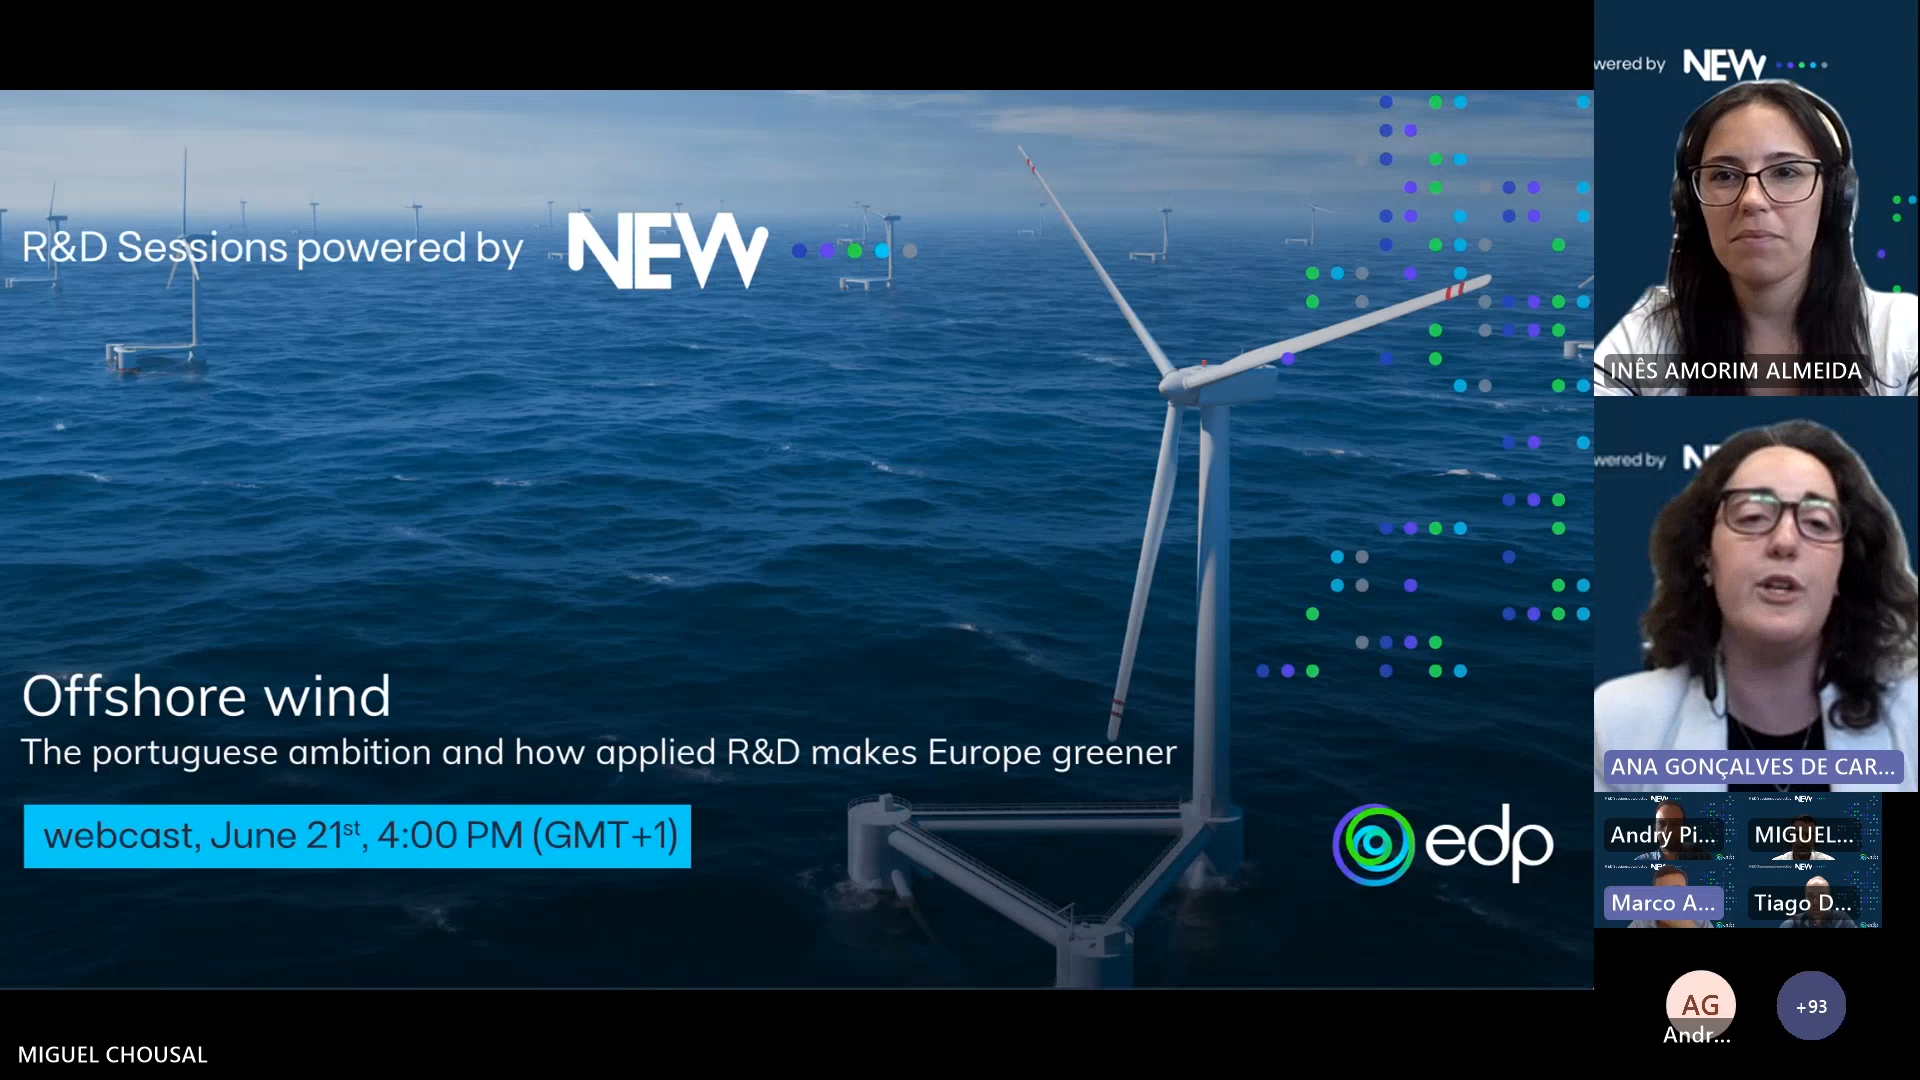 R&D Sessions powered by NEW
Offshore wind
The portuguese ambition and how applied R&D makes Europe greener
webcast, June 21st, 4:00 PM (GMT+1)
edp
MIGUEL CHOUSAL
wered by NEW
INÊS AMORIM ALMEIDA
wered by
ANA GONÇALVES DE CAR...
Andry Pi...
MIGUEL...
Marco A...
Tiago D...
AG
Andr...
+93